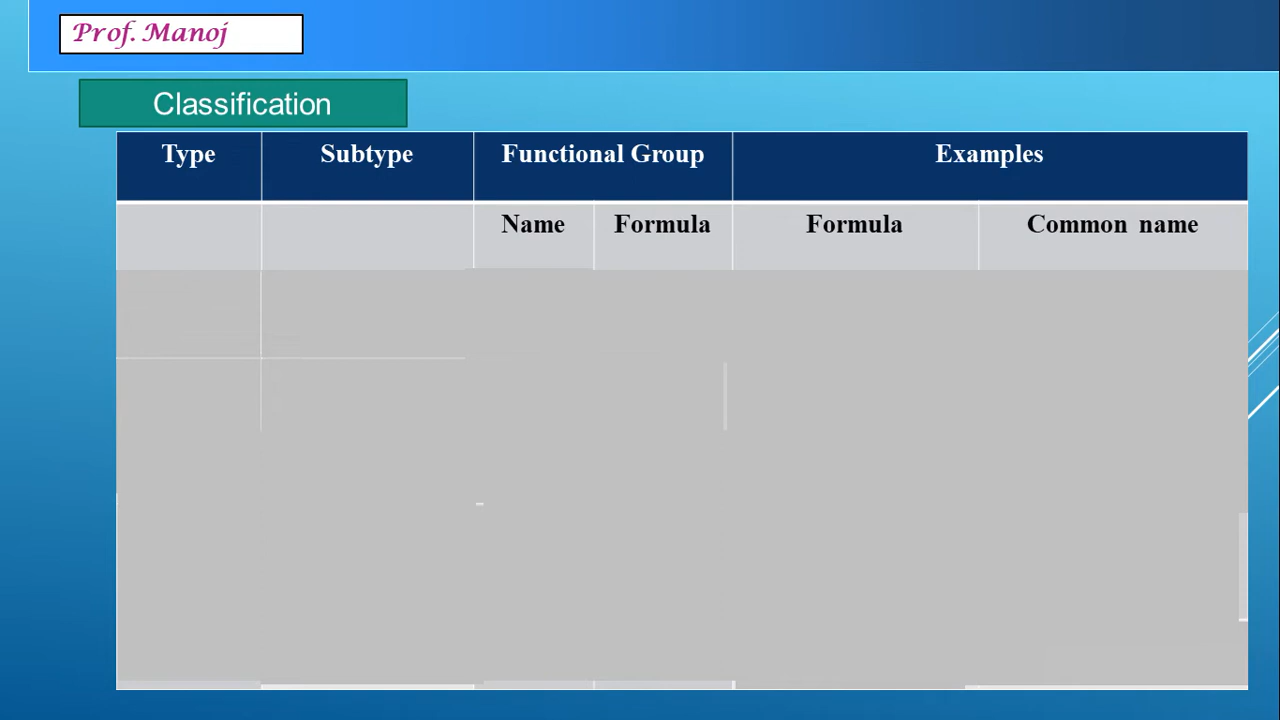 Prof. Manoj
Classification
Type Subtype Functional Group Examples
Name Formula Formula Common name